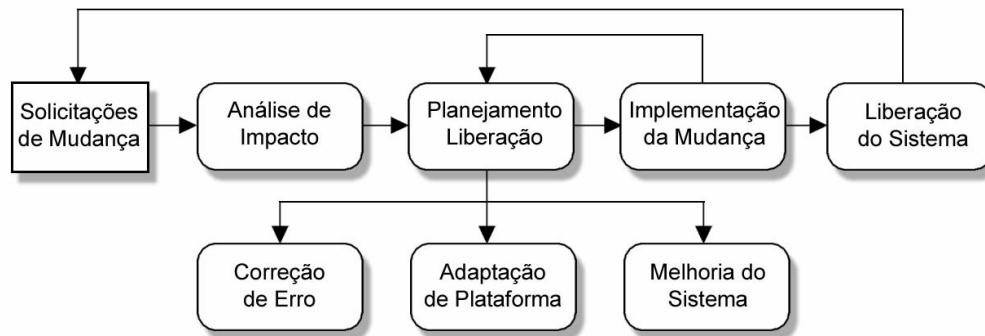 Solicitações
de Mudança
Análise de
Impacto
Planejamento
Liberação
Implementação
da Mudança
Liberação
do Sistema
Correção
de Erro
Adaptação
de Plataforma
Melhoria do
Sistema